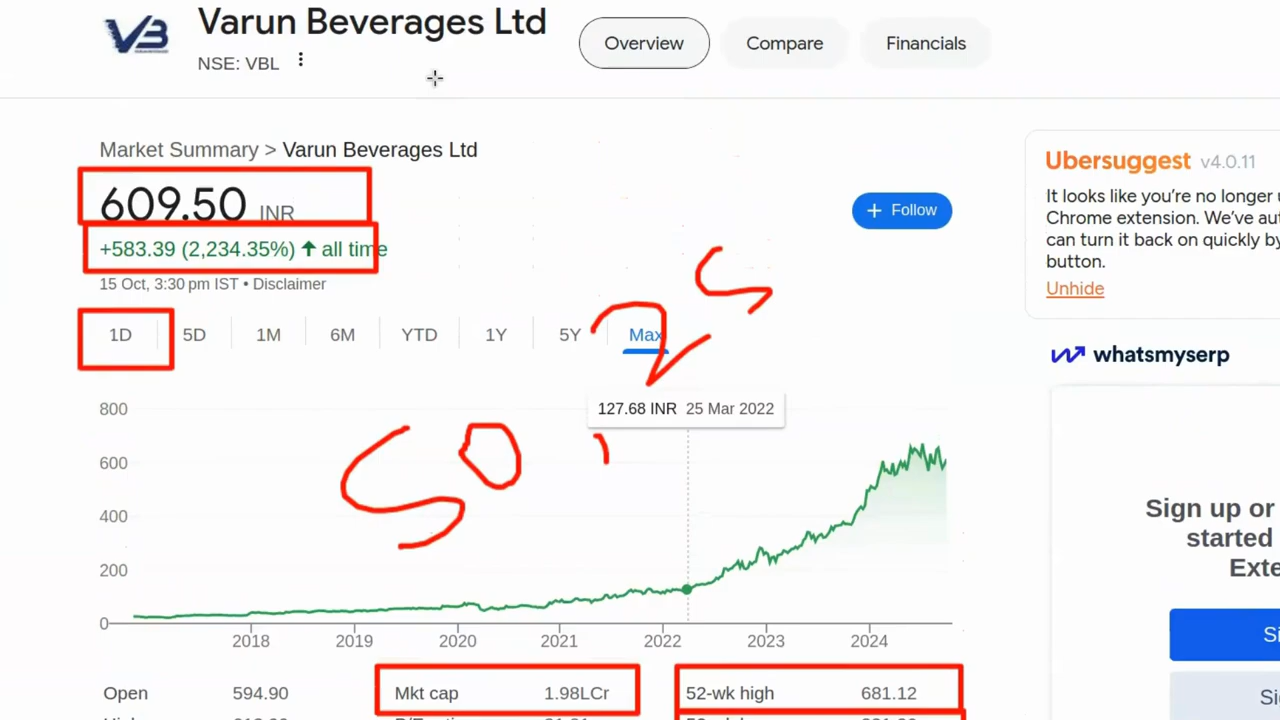 Varun Beverages Ltd
NSE: VBL
Overview
Compare
Financials
Market Summary > Varun Beverages Ltd
609.50 INR
+583.39 (2,234.35%) ↑ all time
15 Oct, 3:30 pm IST • Disclaimer
+ Follow
1D 5D 1M 6M YTD 1Y 5Y Max
25
127.68 INR 25 Mar 2022
50,
800
600
400
200
0
2018 2019 2020 2021 2022 2023 2024
Open 594.90
Mkt cap 1.98LCr
52-wk high 681.12
Ubersuggest v4.0.11
It looks like you're no longer
Chrome extension. We've
can turn it back on quickly by
button.
Unhide
whatsmyserp
Sign up or
started